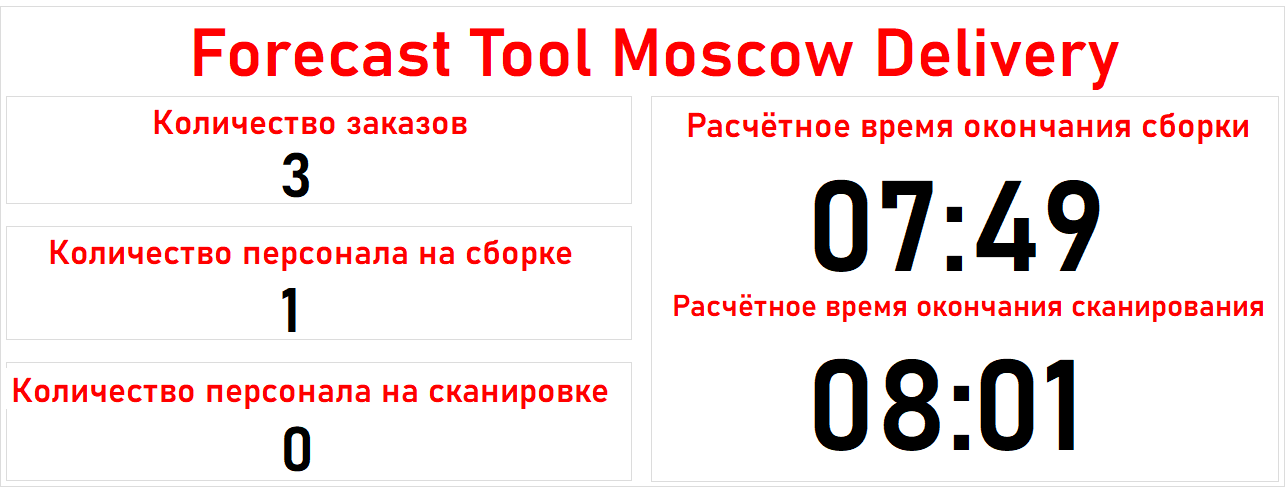 Forecast Tool Moscow Delivery
Количество заказов
3
Количество персонала на сборке
1
Количество персонала на сканировке
0
Расчётное время окончания сборки
07:49
Расчётное время окончания сканирования
08:01